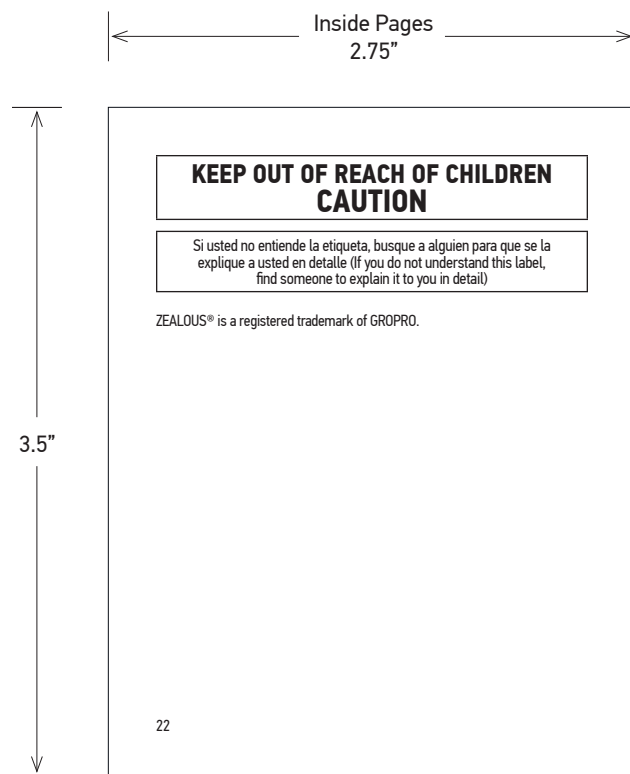 Inside Pages
2.75”
KEEP OUT OF REACH OF CHILDREN
CAUTION
Si usted no entiende la etiqueta, busque a alguien para que se la
explique a usted en detalle (If you do not understand this label,
find someone to explain it to you in detail)
ZEALOUS® is a registered trademark of GROPRO.
3.5”
22